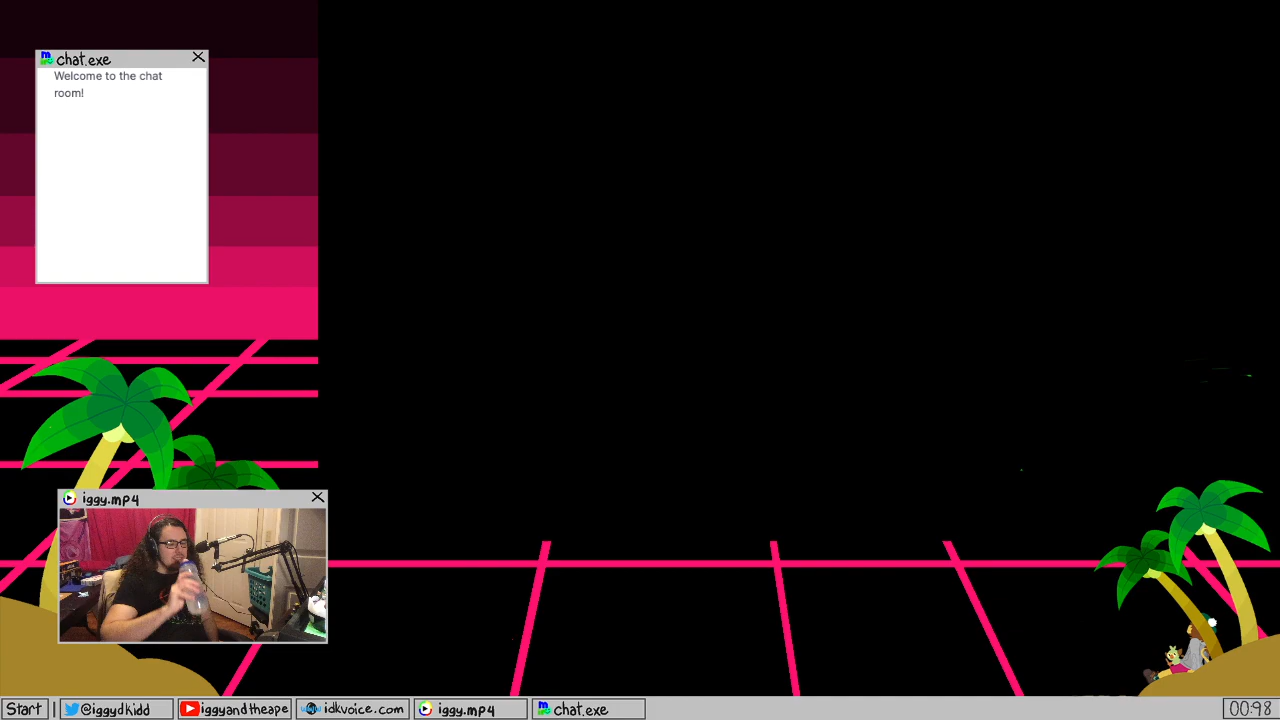 chat.exe
Welcome to the chat
room!
iggy.mp4
Start
@iggydkidd
iggyandtheape
www
idkvoice.com
iggy.mp4
chat.exe
00:98